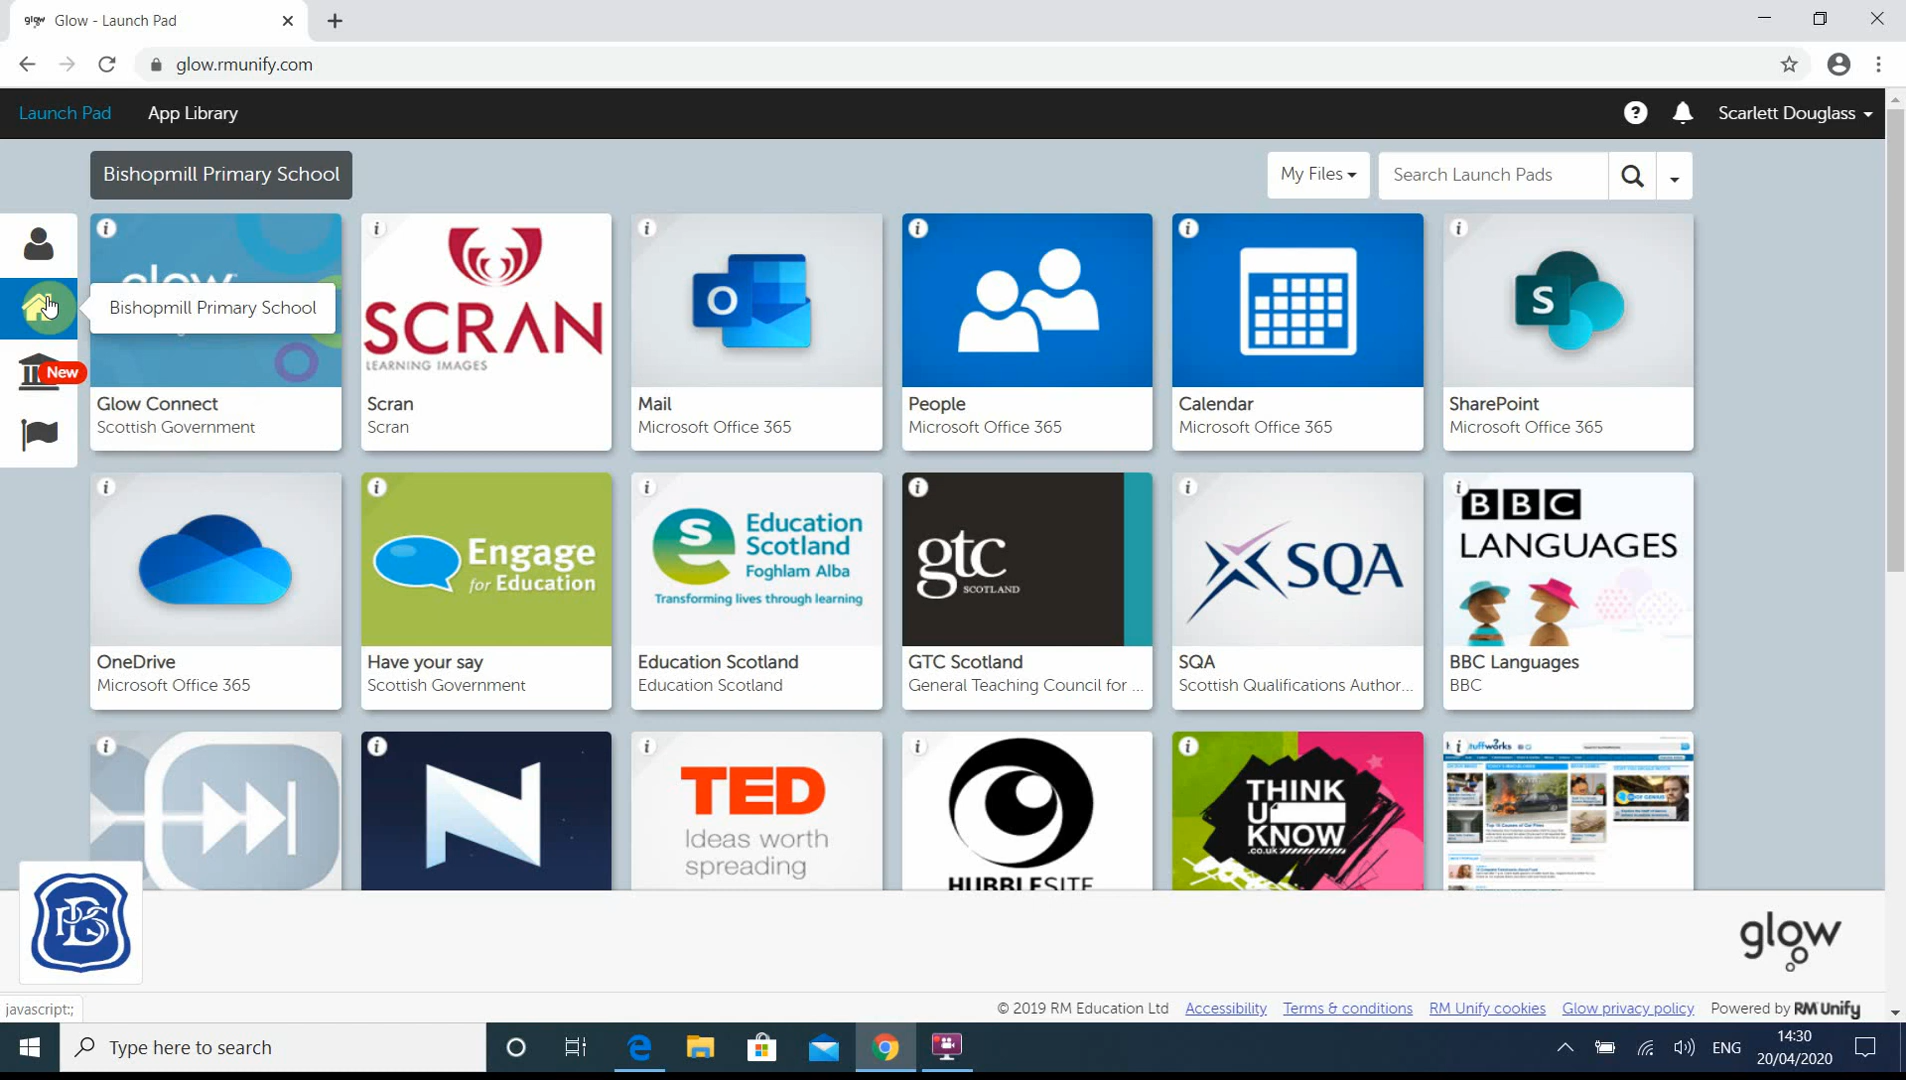 glow Glow - Launch Pad
glow.rmunify.com
Launch Pad App Library
Scarlett Douglass
Bishopmill Primary School
My Files
Search Launch Pads
glow
Bishopmill Primary School
New
SCRAN
LEARNING IMAGES
O
S
Glow Connect
Scottish Government
Scran
Scran
Mail
Microsoft Office 365
People
Microsoft Office 365
Calendar
Microsoft Office 365
SharePoint
Microsoft Office 365
Engage
for Education
Education
Scotland
Foghlam Alba
Transforming lives through learning
gtc
SCOTLAND
SQA
BBC
LANGUAGES
OneDrive
Microsoft Office 365
Have your say
Scottish Government
Education Scotland
Education Scotland
GTC Scotland
General Teaching Council for ...
SQA
Scottish Qualifications Author...
BBC Languages
BBC
N
TED
Ideas worth
spreading
HUBBLESITE
THINK
U
KNOW
.co.uk
stuffworks
glow
javascript:;
© 2019 RM Education Ltd Accessibility Terms & conditions RM Unify cookies Glow privacy policy Powered by RM Unify
Type here to search
ENG
14:30
20/04/2020